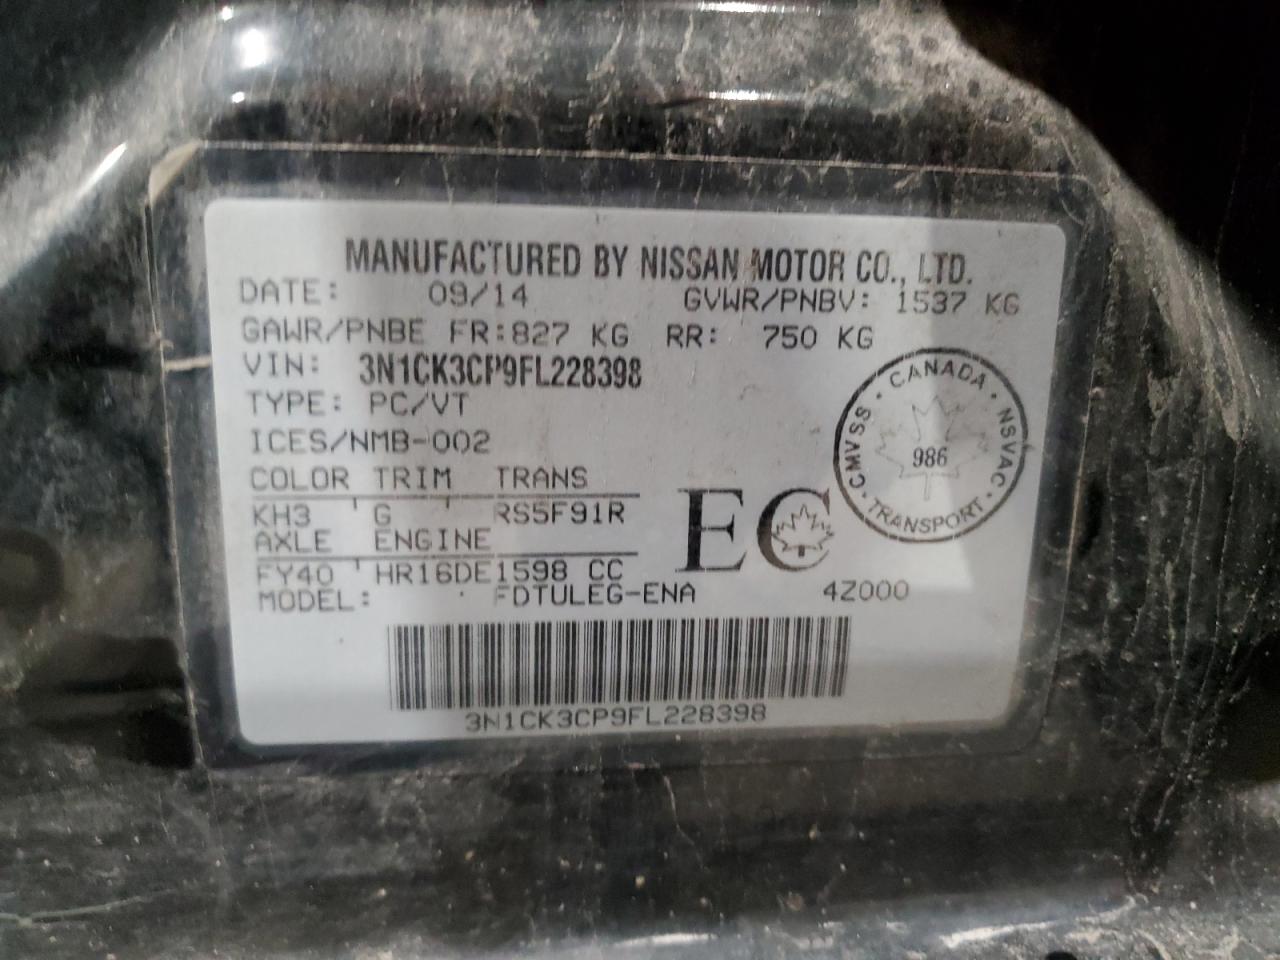 MANUFACTURED BY NISSAN MOTOR CO., LTD.
DATE: 09/14 GVWR/PNBV: 1537 KG
GAWR/PNBE FR:827 KG RR: 750 KG
VIN: 3N1CK3CP9FL228398
TYPE: PC/VT
ICES/NMB-002
COLOR TRIM TRANS
KH3 G RS5F91R
AXLE ENGINE
FY40 HR16DE1598 CC
MODEL: FDTULEG-ENA 4Z000
EC
CANADA · NSVAC · TRANSPORT · CMVSS ·
986
3N1CK3CP9FL228398